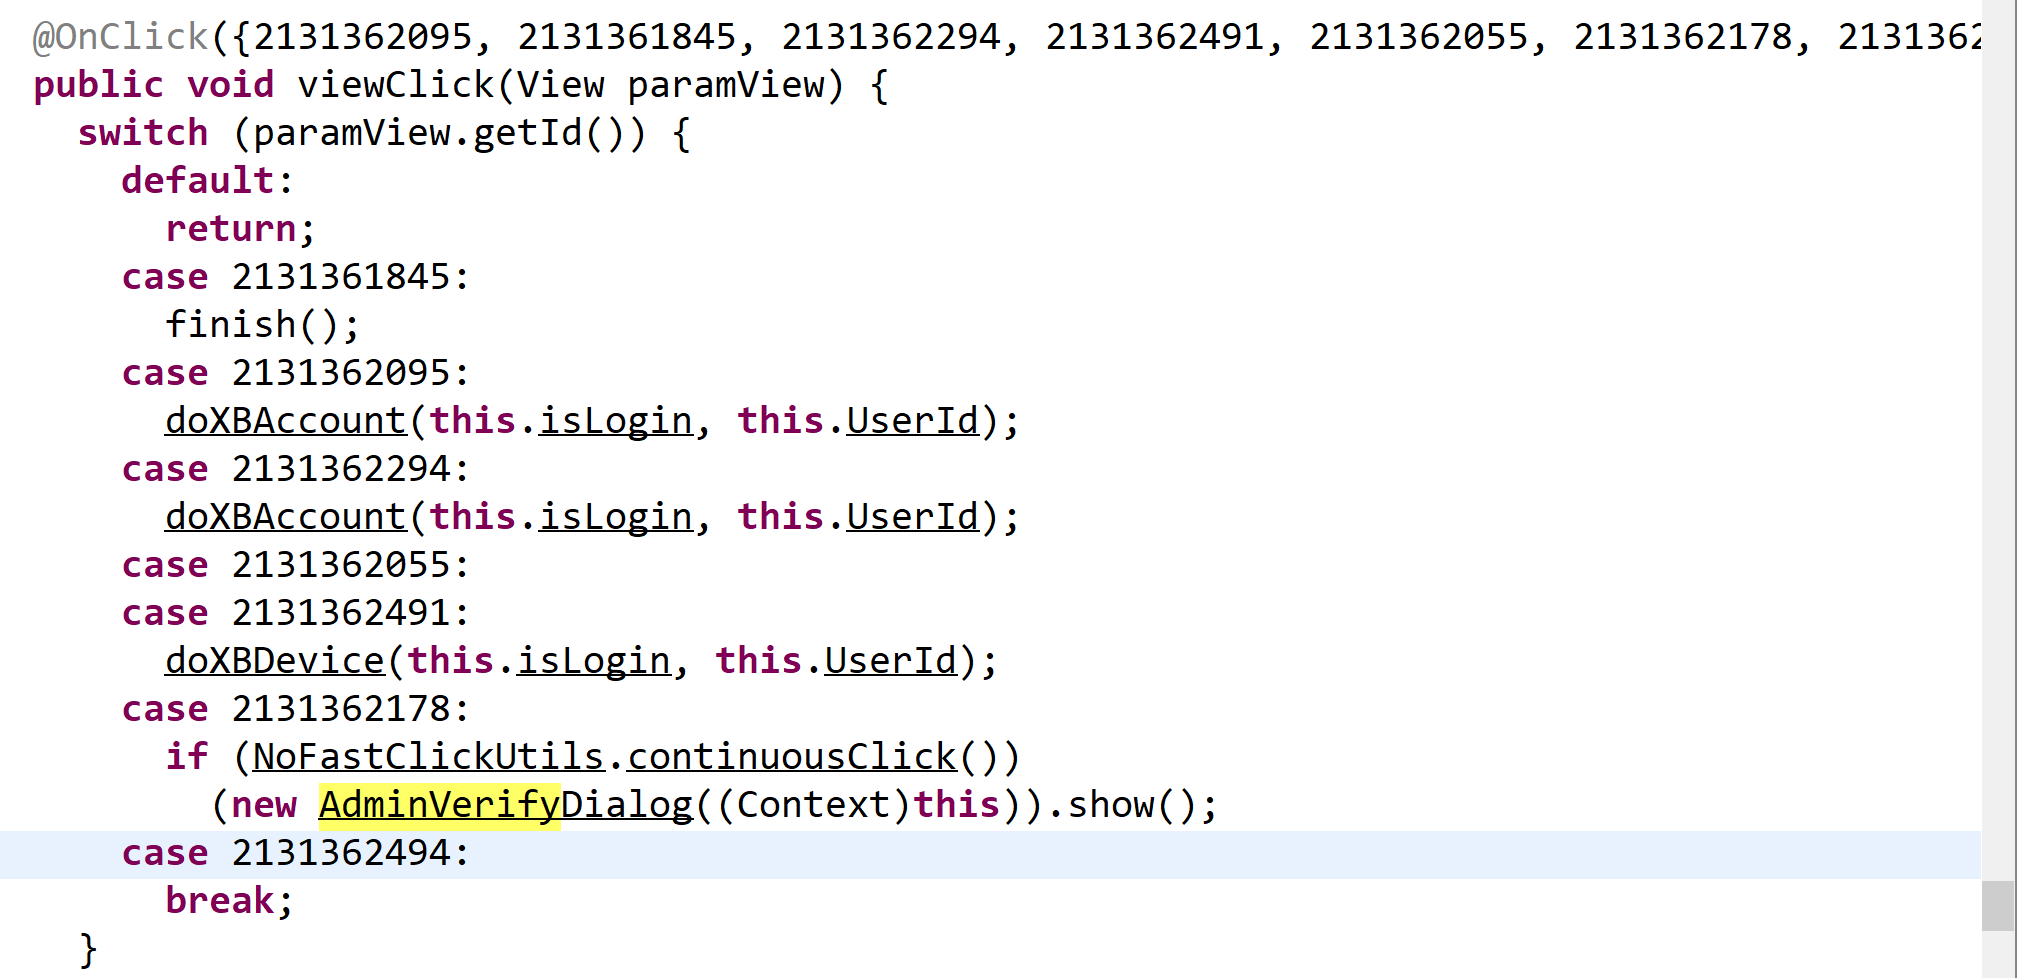 @OnClick({2131362095, 2131361845, 2131362294, 2131362491, 2131362055, 2131362178, 2131362
public void viewClick(View paramView) {
switch (paramView.getId()) {
default:
return;
case 2131361845:
finish();
case 2131362095:
doXBAccount(this.isLogin, this.UserId);
case 2131362294:
doXBAccount(this.isLogin, this.UserId);
case 2131362055:
case 2131362491:
doXBDevice(this.isLogin, this.UserId);
case 2131362178:
if (NoFastClickUtils.continuousClick())
(new AdminVerifyDialog((Context)this)).show();
case 2131362494:
break;
}